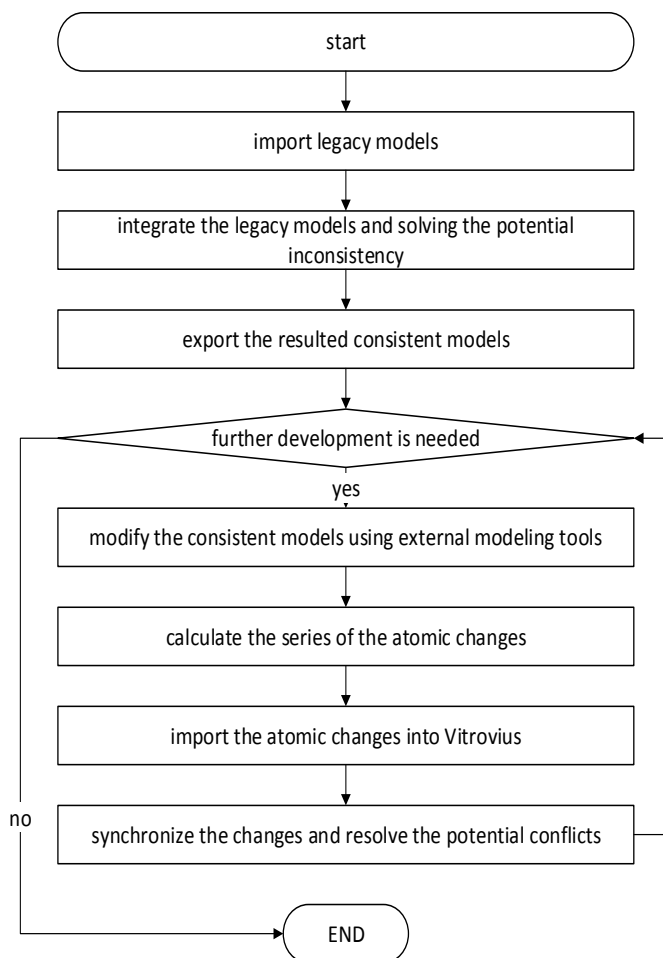 start
import legacy models
integrate the legacy models and solving the potential
inconsistency
export the resulted consistent models
further development is needed
yes
modify the consistent models using external modeling tools
calculate the series of the atomic changes
import the atomic changes into Vitrovius
no
synchronize the changes and resolve the potential conflicts
END